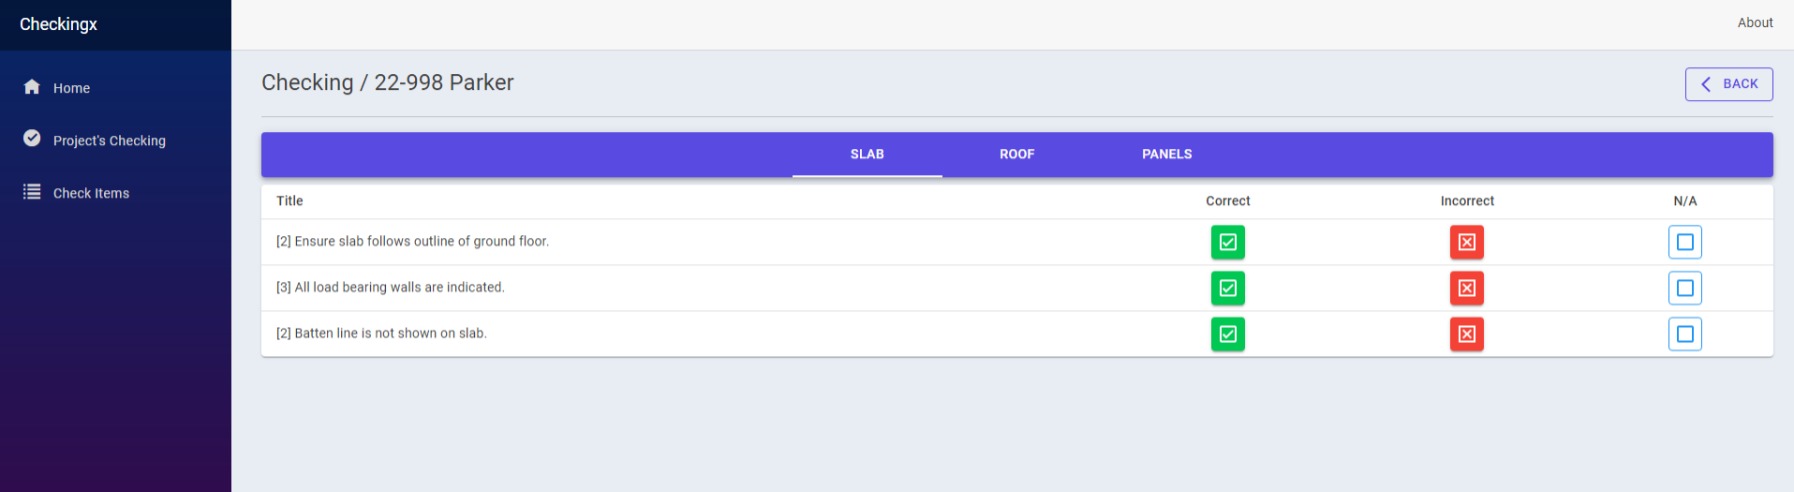 Checkingx
About
Home
Project's Checking
Check Items
Checking / 22-998 Parker
BACK
SLAB ROOF PANELS
Title Correct Incorrect N/A
[2] Ensure slab follows outline of ground floor.
[3] All load bearing walls are indicated.
[2] Batten line is not shown on slab.